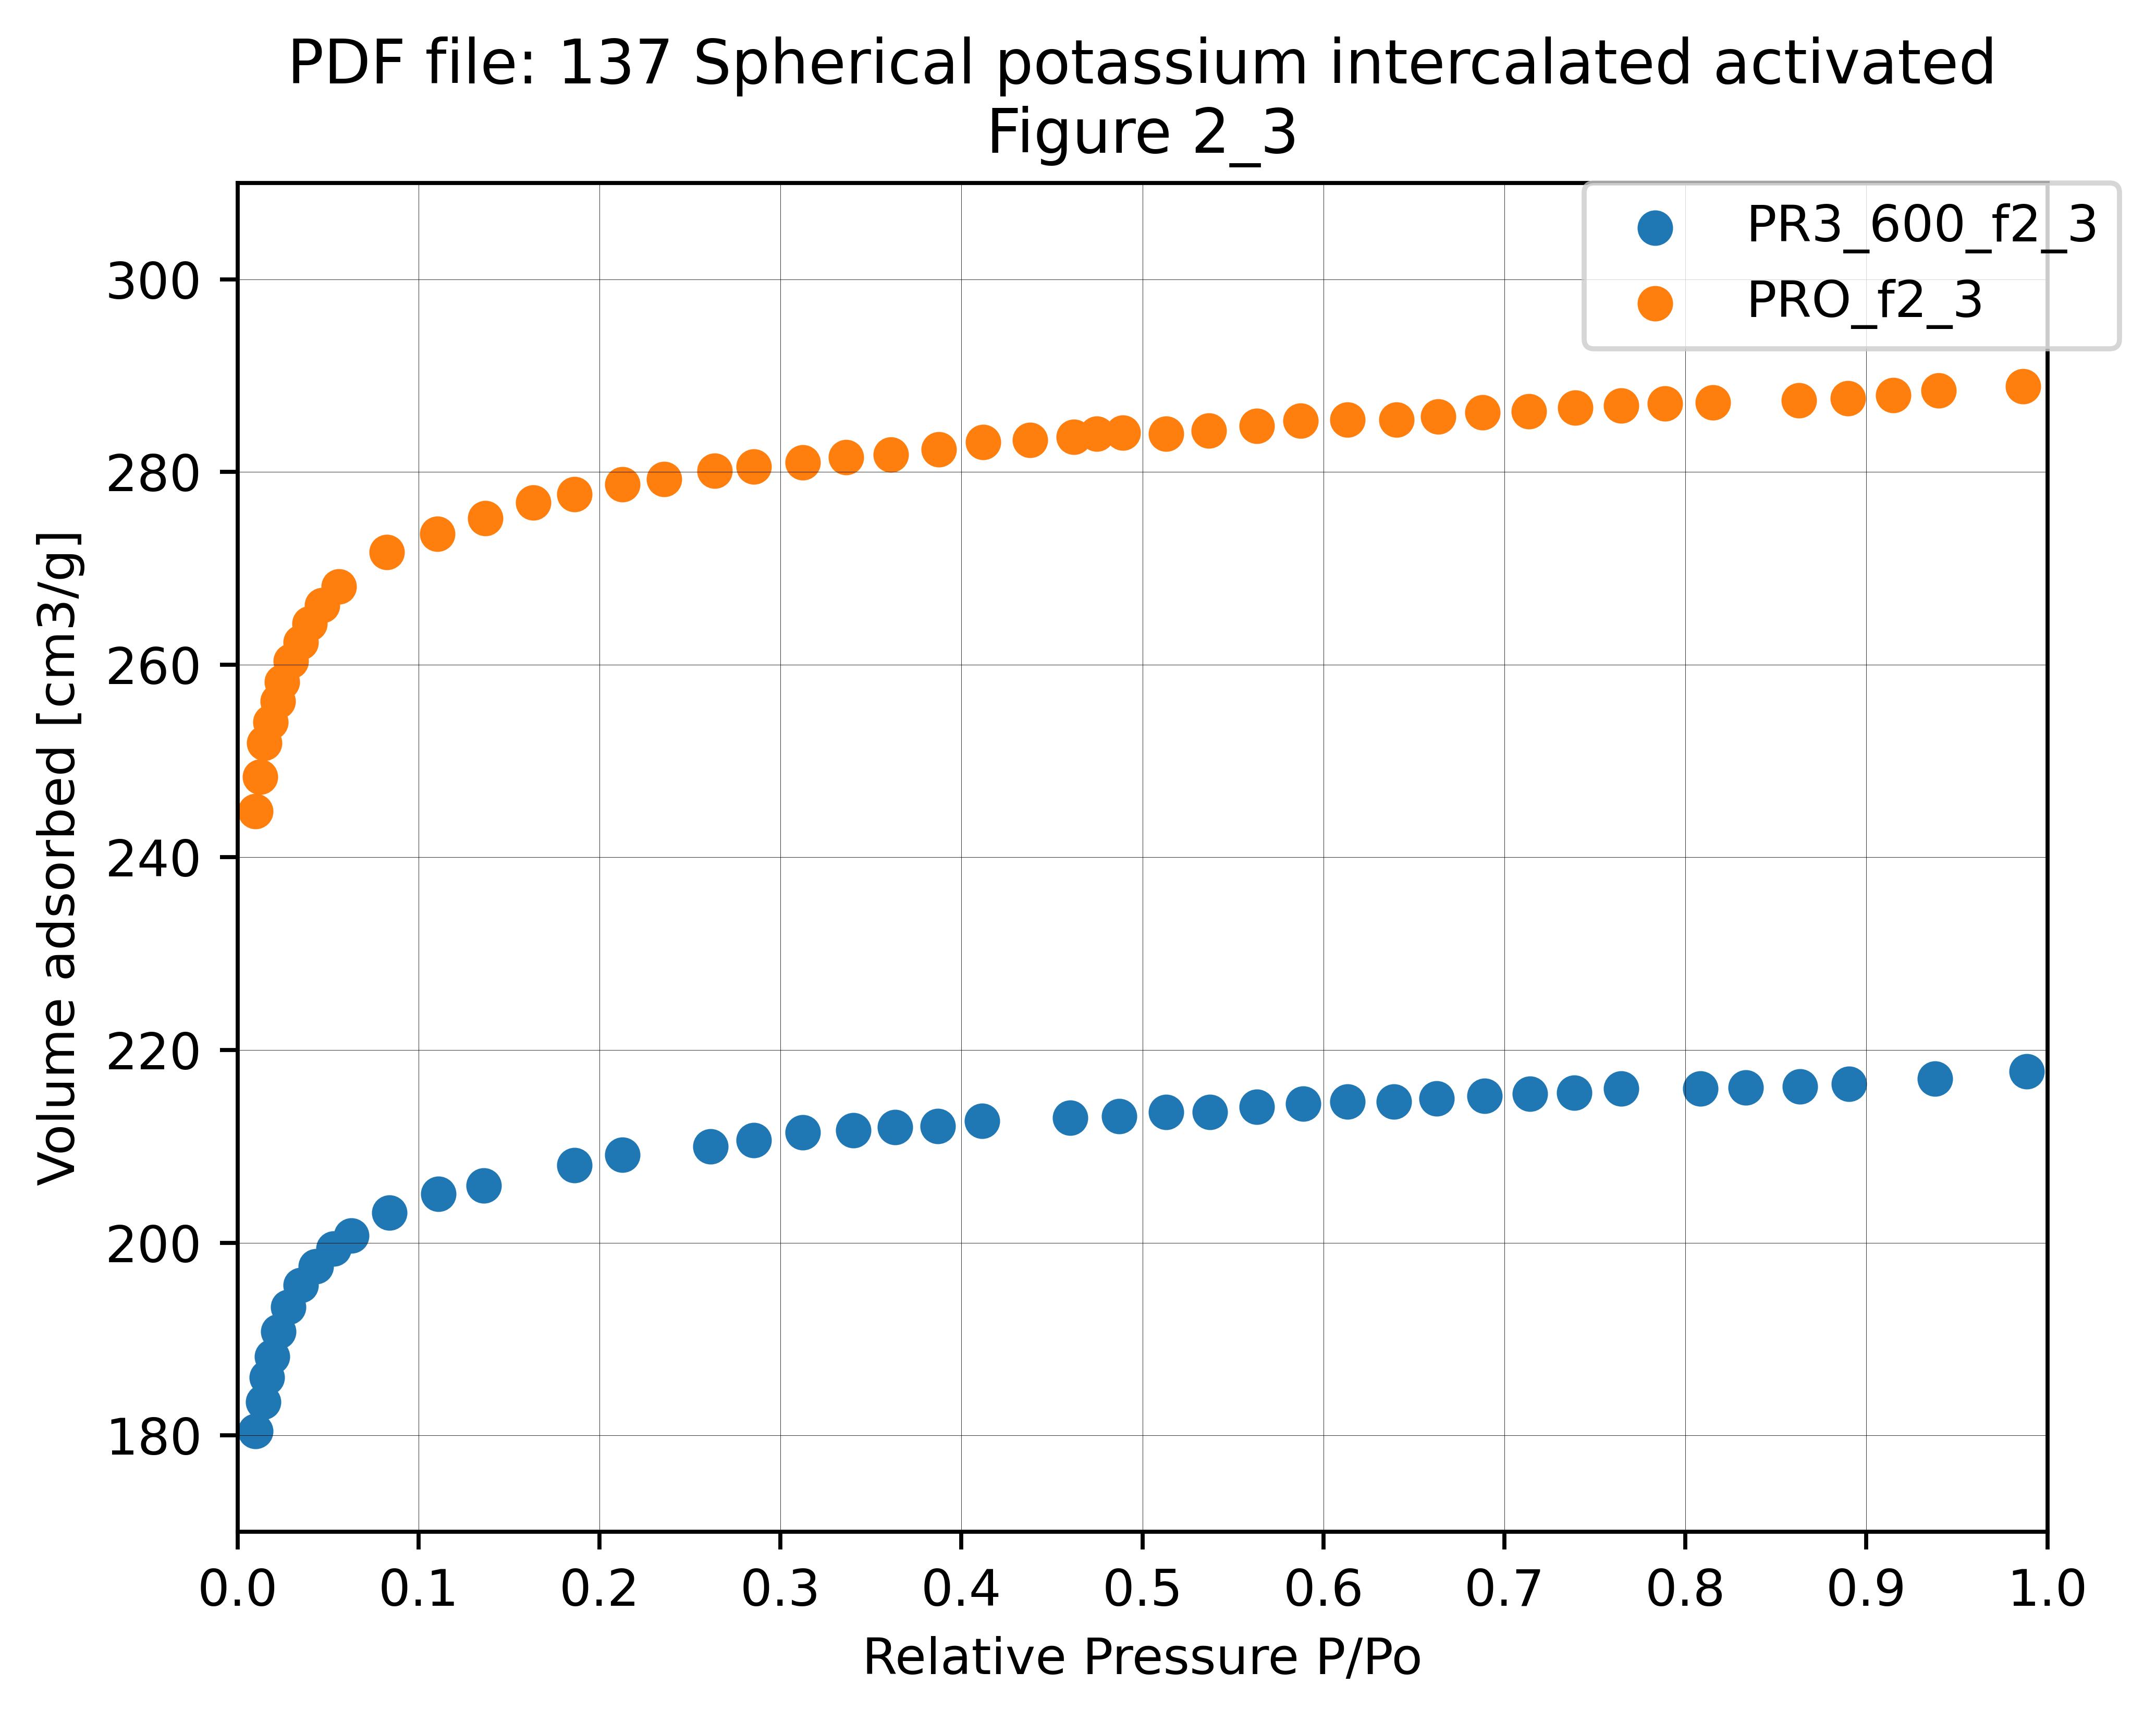 PDF file: 137 Spherical potassium intercalated activated
Figure 2_3
PR3_600_f2_3
PRO_f2_3
Volume adsorbed [cm3/g]
300
280
260
240
220
200
180
0.0 0.1 0.2 0.3 0.4 0.5 0.6 0.7 0.8 0.9 1.0
Relative Pressure P/Po